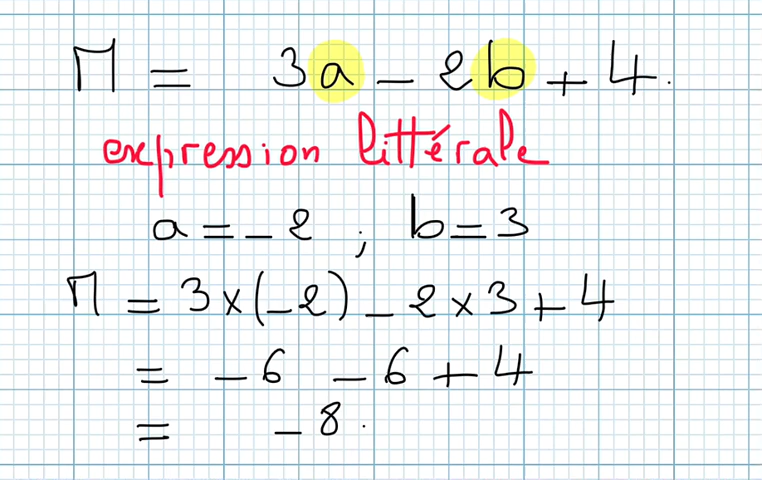 M = 3a - 2b + 4.
expression littérale
a = - 2 ; b = 3
M = 3 × (-2) - 2 × 3 + 4
= - 6 - 6 + 4
= - 8.